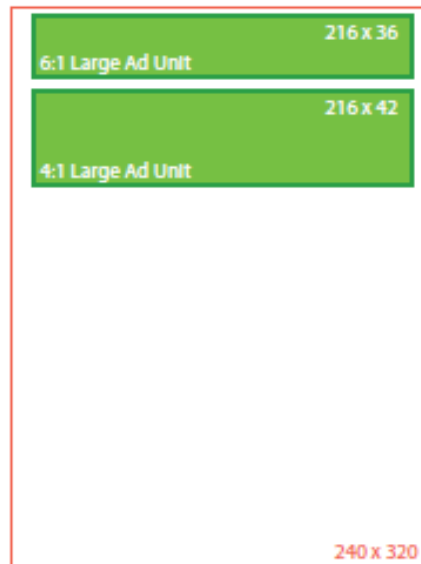 216 x 36
6:1 Large Ad Unit
216 x 42
4:1 Large Ad Unit
240 x 320